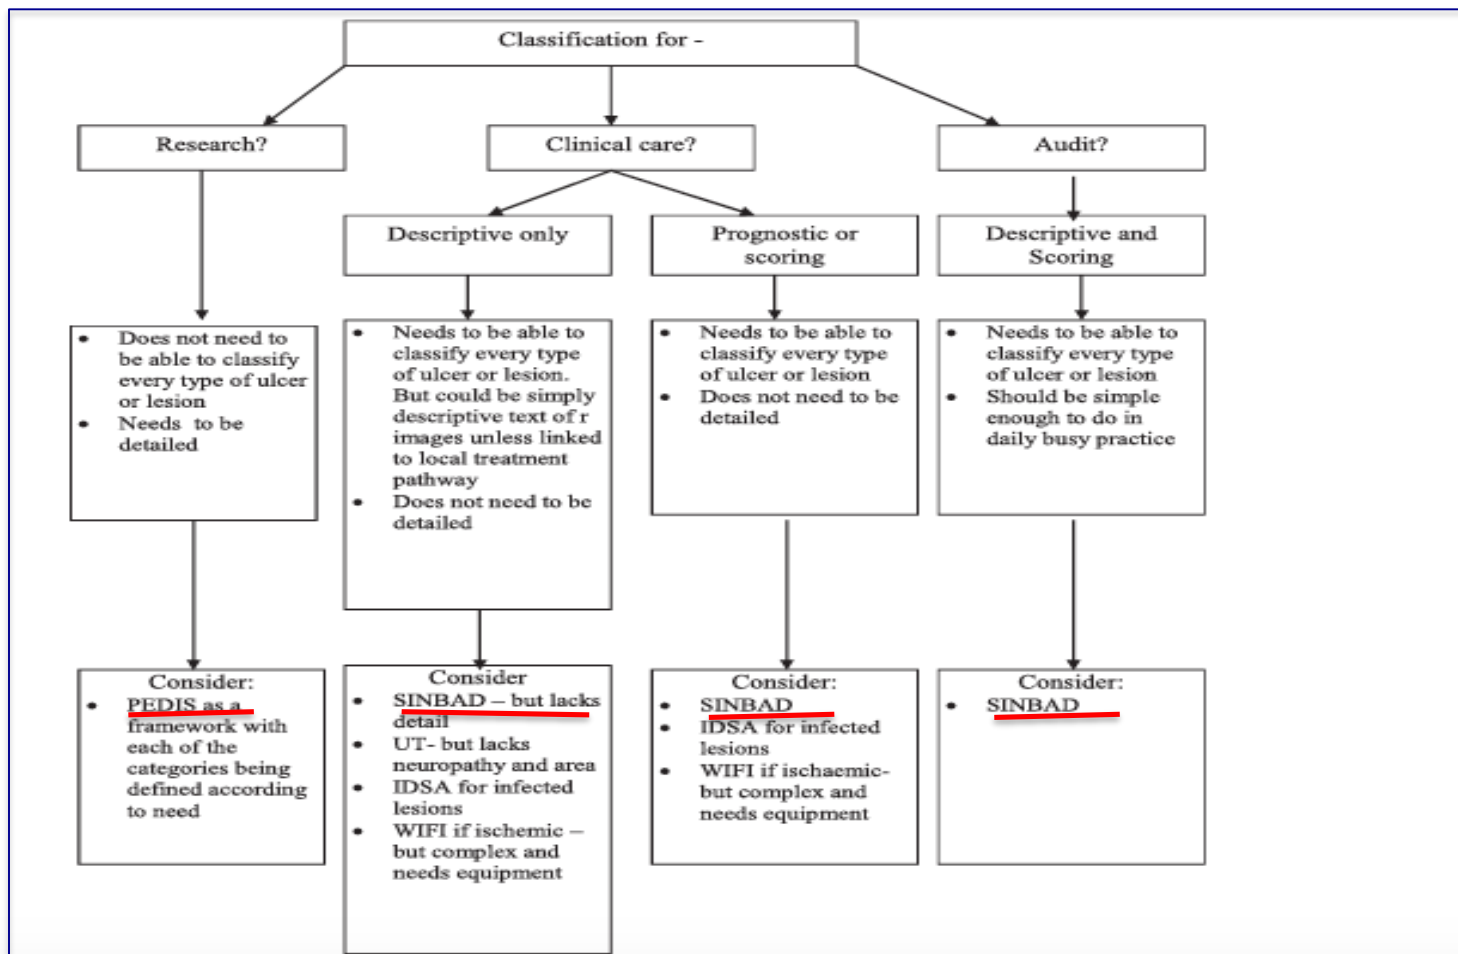 Classification for -
Research?
Clinical care?
Audit?
Descriptive only
Prognostic or
scoring
Descriptive and
Scoring
• Does not need to
be able to classify
every type of ulcer
or lesion
• Needs to be
detailed
• Needs to be able to
classify every type
of ulcer or lesion.
But could be simply
descriptive text of r
images unless linked
to local treatment
pathway
• Does not need to be
detailed
• Needs to be able to
classify every type
of ulcer or lesion
• Does not need to be
detailed
• Needs to be able to
classify every type
of ulcer or lesion
• Should be simple
enough to do in
daily busy practice
Consider:
• PEDIS as a
framework with
each of the
categories being
defined according
to need
Consider
• SINBAD – but lacks
detail
• UT- but lacks
neuropathy and area
• IDSA for infected
lesions
• WIFI if ischemic –
but complex and
needs equipment
Consider:
• SINBAD
• IDSA for infected
lesions
• WIFI if ischaemic-
but complex and
needs equipment
Consider:
• SINBAD